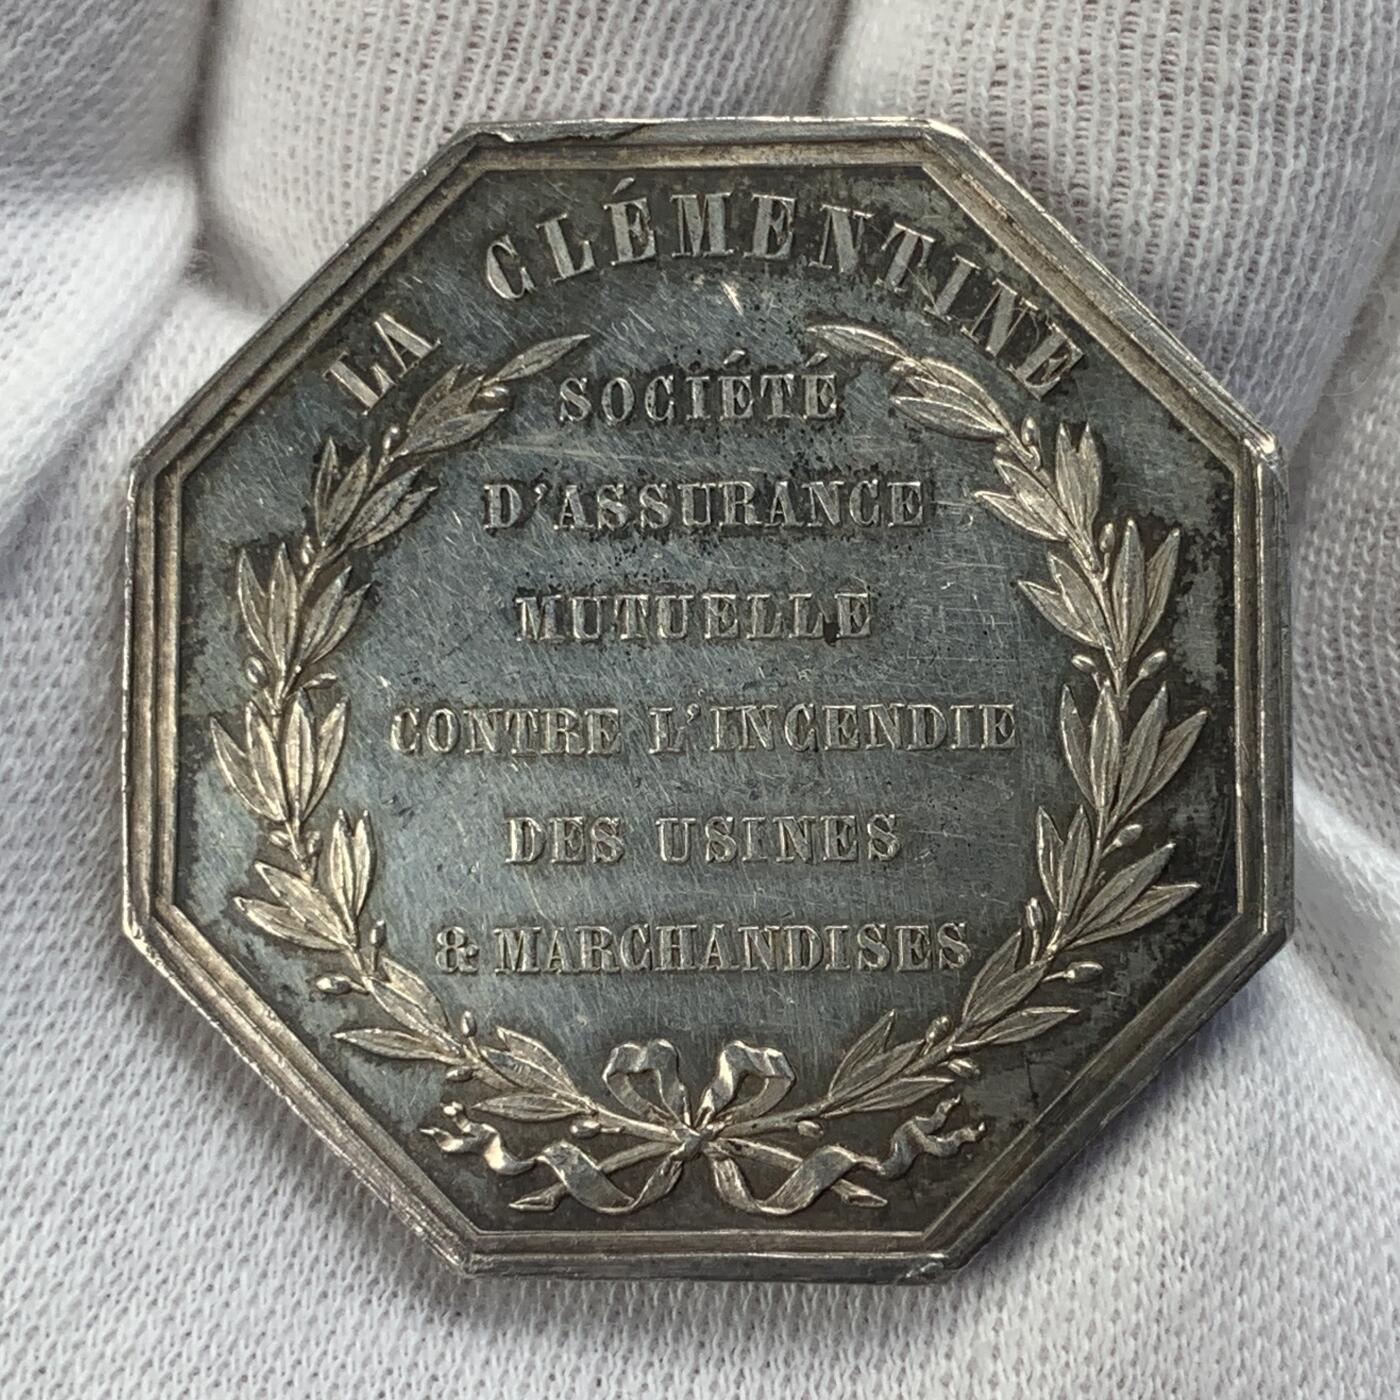 LA CLÉMENTINE
SOCIÉTÉ
D'ASSURANCE
MUTUELLE
CONTRE L'INCENDIE
DES USINES
& MARCHANDISES